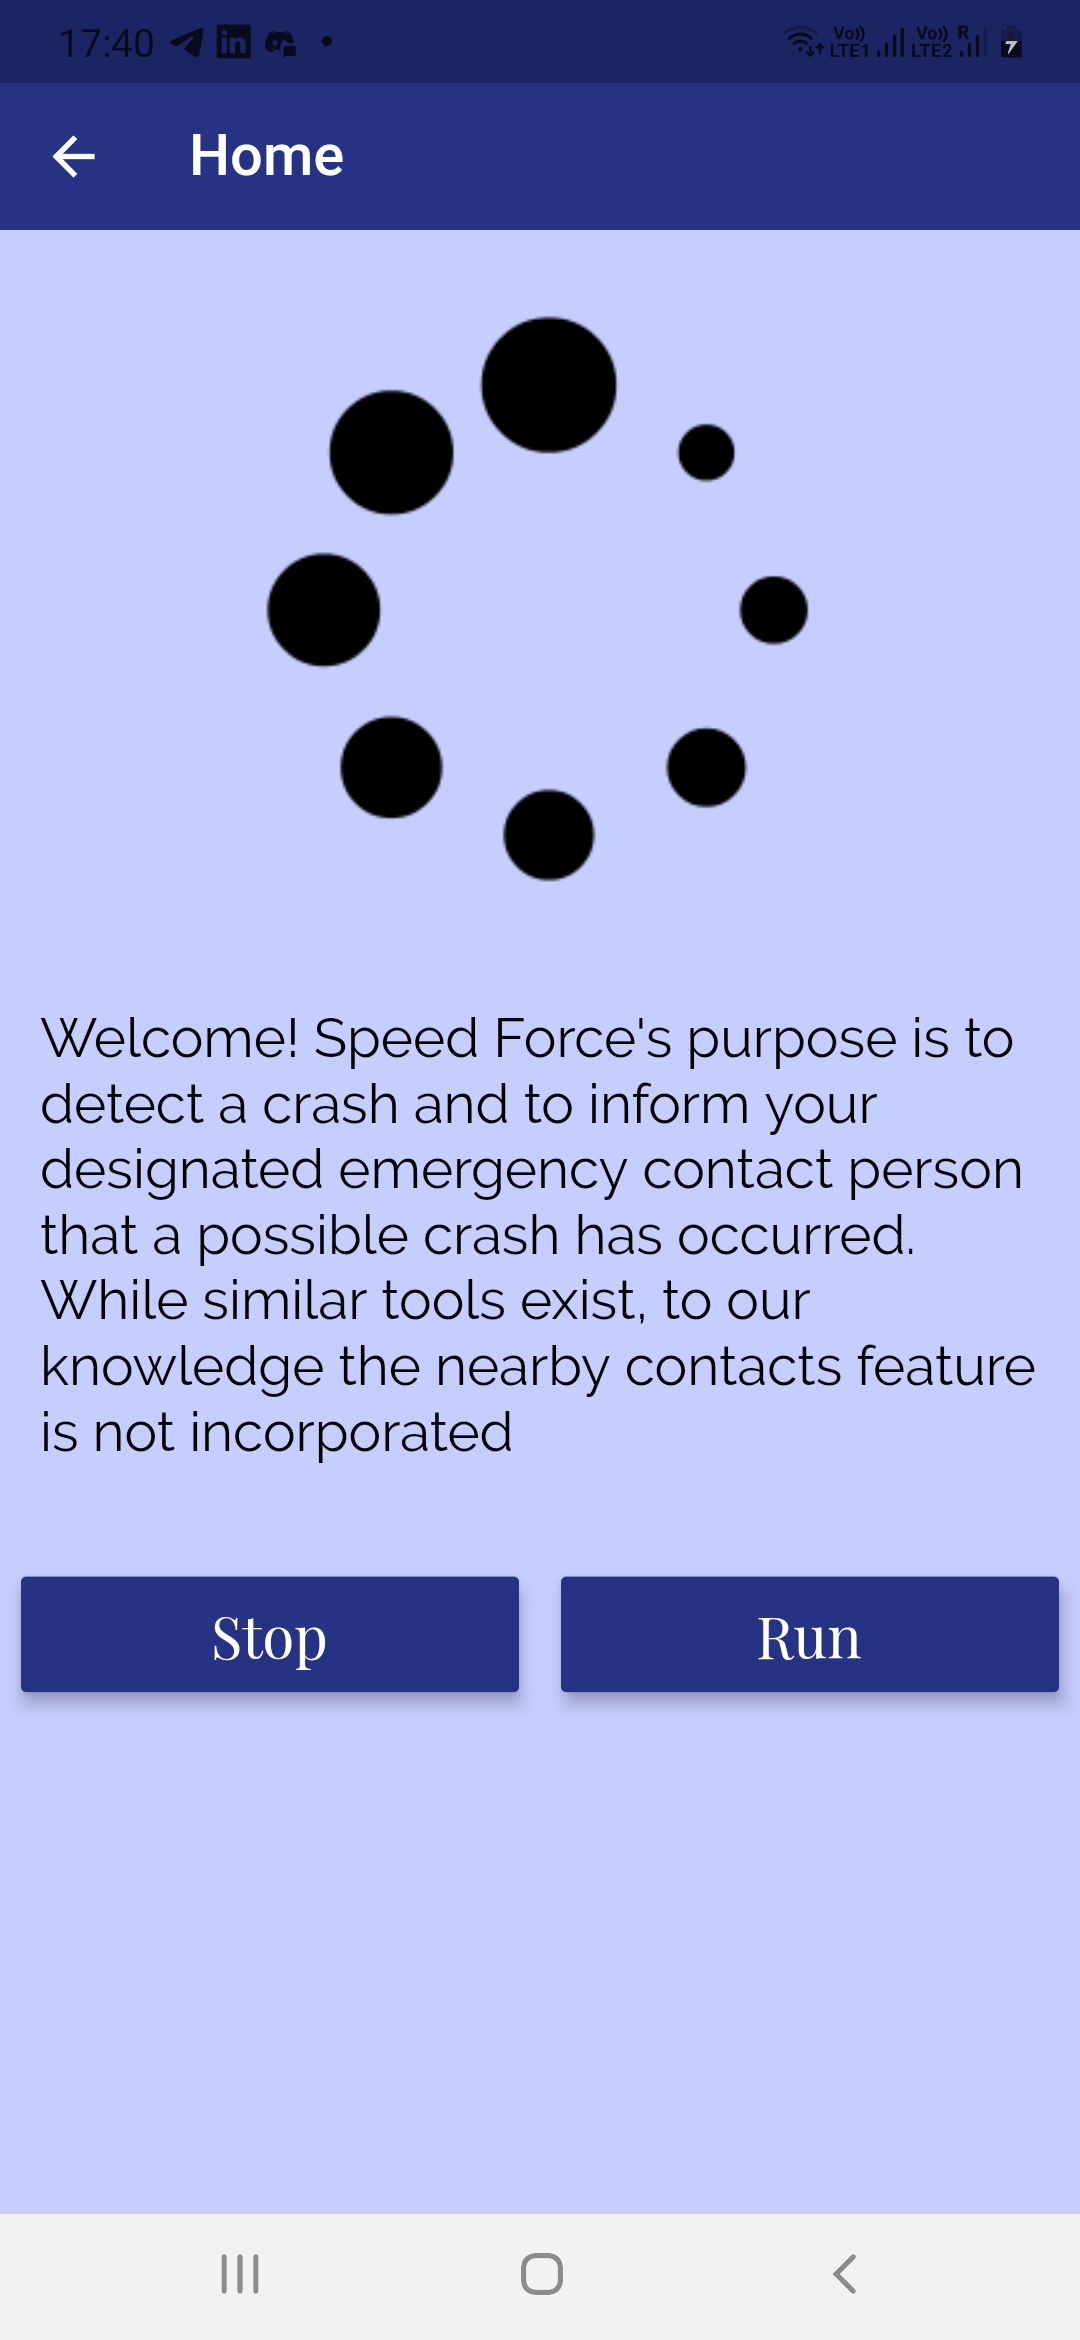 17:40 in Vo)) LTE1 Vo)) LTE2 R
Home
Welcome! Speed Force's purpose is to
detect a crash and to inform your
designated emergency contact person
that a possible crash has occurred.
While similar tools exist, to our
knowledge the nearby contacts feature
is not incorporated
Stop Run